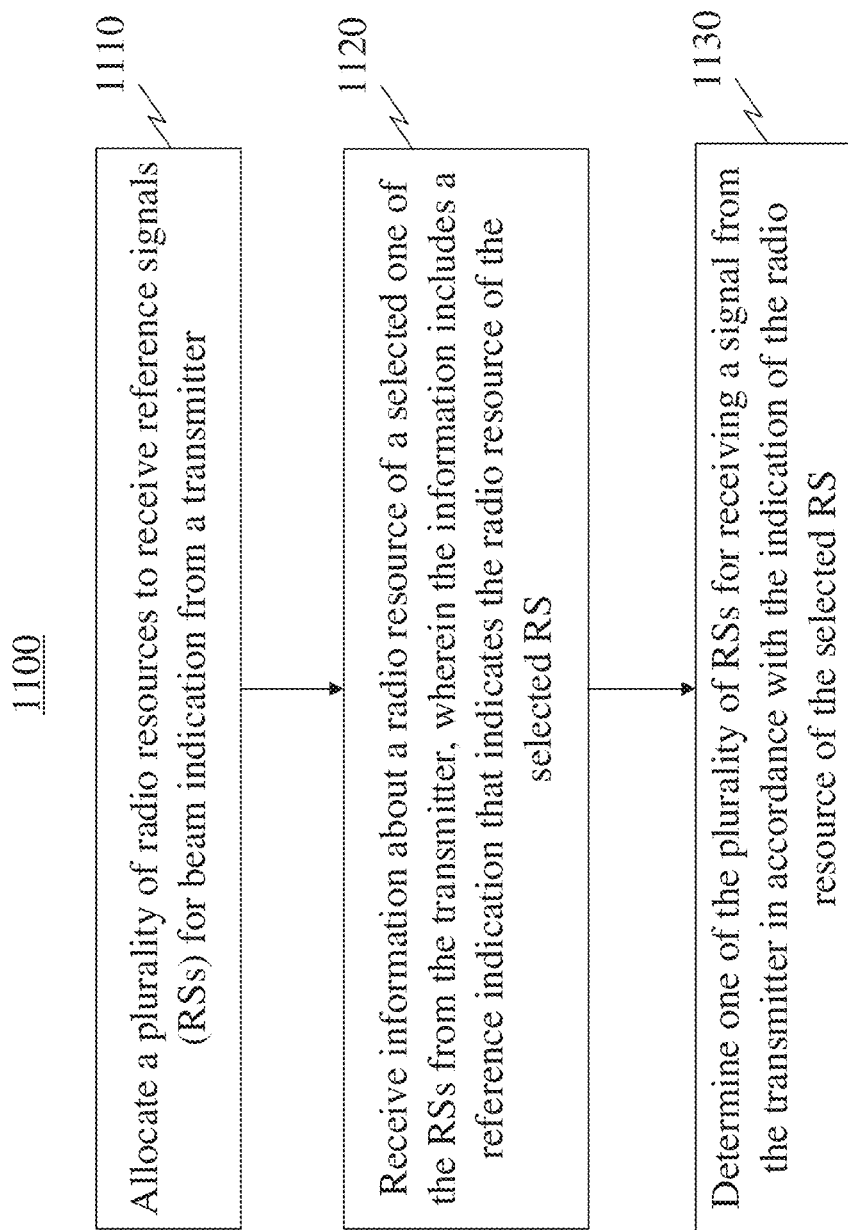 1100
Allocate a plurality of radio resources to receive reference signals
(RSs) for beam indication from a transmitter
1110
Receive information about a radio resource of a selected one of
the RSs from the transmitter, wherein the information includes a
reference indication that indicates the radio resource of the
selected RS
1120
Determine one of the plurality of RSs for receiving a signal from
the transmitter in accordance with the indication of the radio
resource of the selected RS
1130